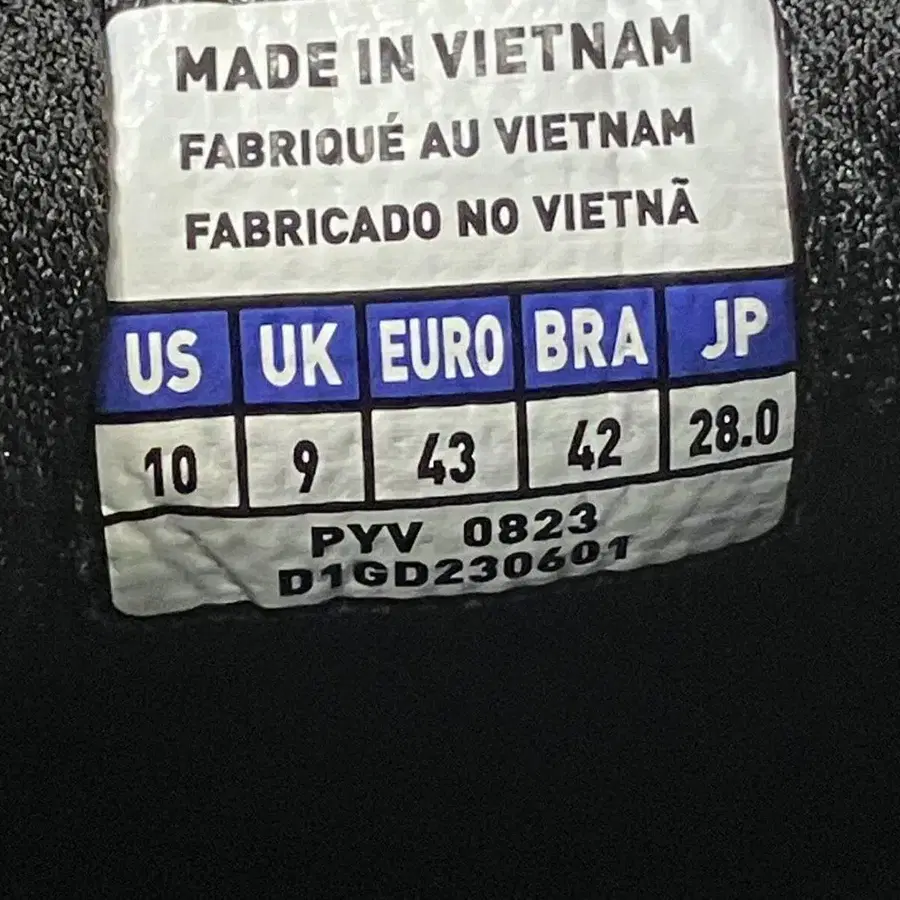 MADE IN VIETNAM
FABRIQUÉ AU VIETNAM
FABRICADO NO VIETNÃ
US UK EURO BRA JP
10 9 43 42 28.0
PYV 0823
D1GD230601